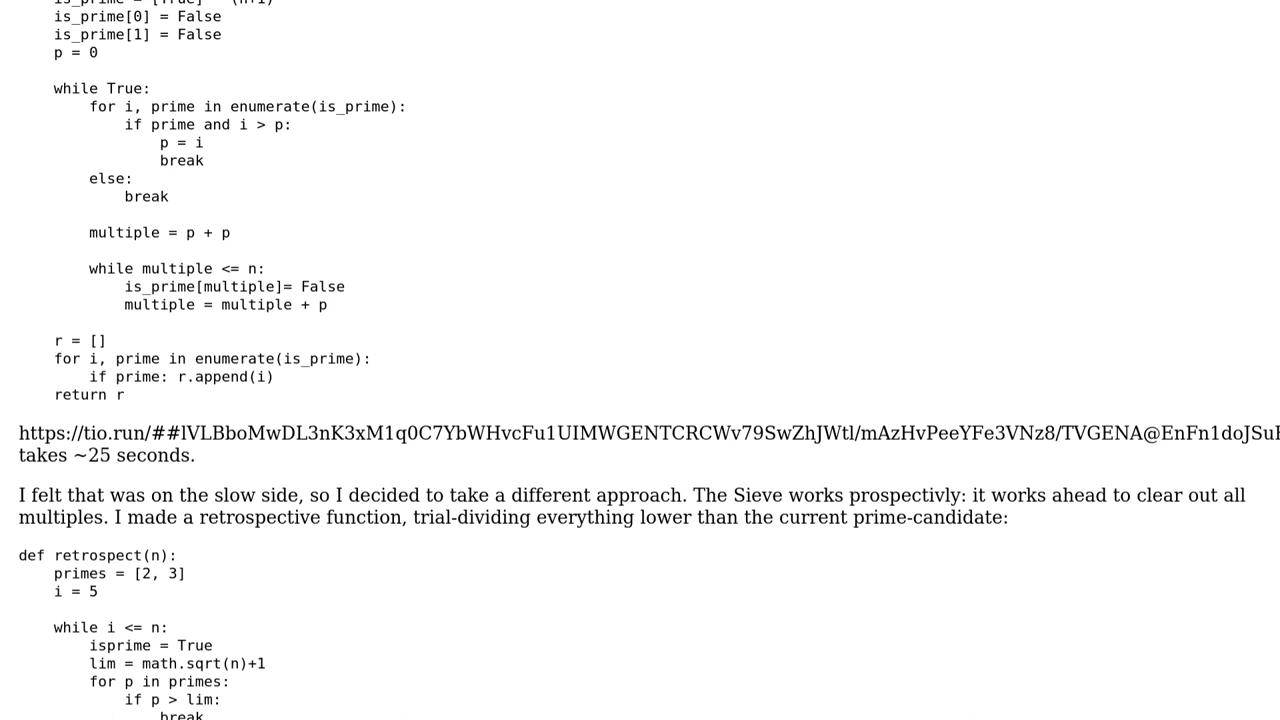 is_prime = [True] * (n+1)
    is_prime[0] = False
    is_prime[1] = False
    p = 0

    while True:
        for i, prime in enumerate(is_prime):
            if prime and i > p:
                p = i
                break
        else:
            break

        multiple = p + p

        while multiple <= n:
            is_prime[multiple]= False
            multiple = multiple + p

    r = []
    for i, prime in enumerate(is_prime):
        if prime: r.append(i)
    return r

https://tio.run/##lVLBboMwDL3nK3xM1q0C7YbWHvcFu1UIMWGENTCRCWv79SwZhJWtl/mAzHvPeeYFe3VNz8/TVGENA@EnFn1doJSuF
takes ~25 seconds.

I felt that was on the slow side, so I decided to take a different approach. The Sieve works prospectivly: it works ahead to clear out all
multiples. I made a retrospective function, trial-dividing everything lower than the current prime-candidate:

def retrospect(n):
    primes = [2, 3]
    i = 5

    while i <= n:
        isprime = True
        lim = math.sqrt(n)+1
        for p in primes:
            if p > lim:
                break